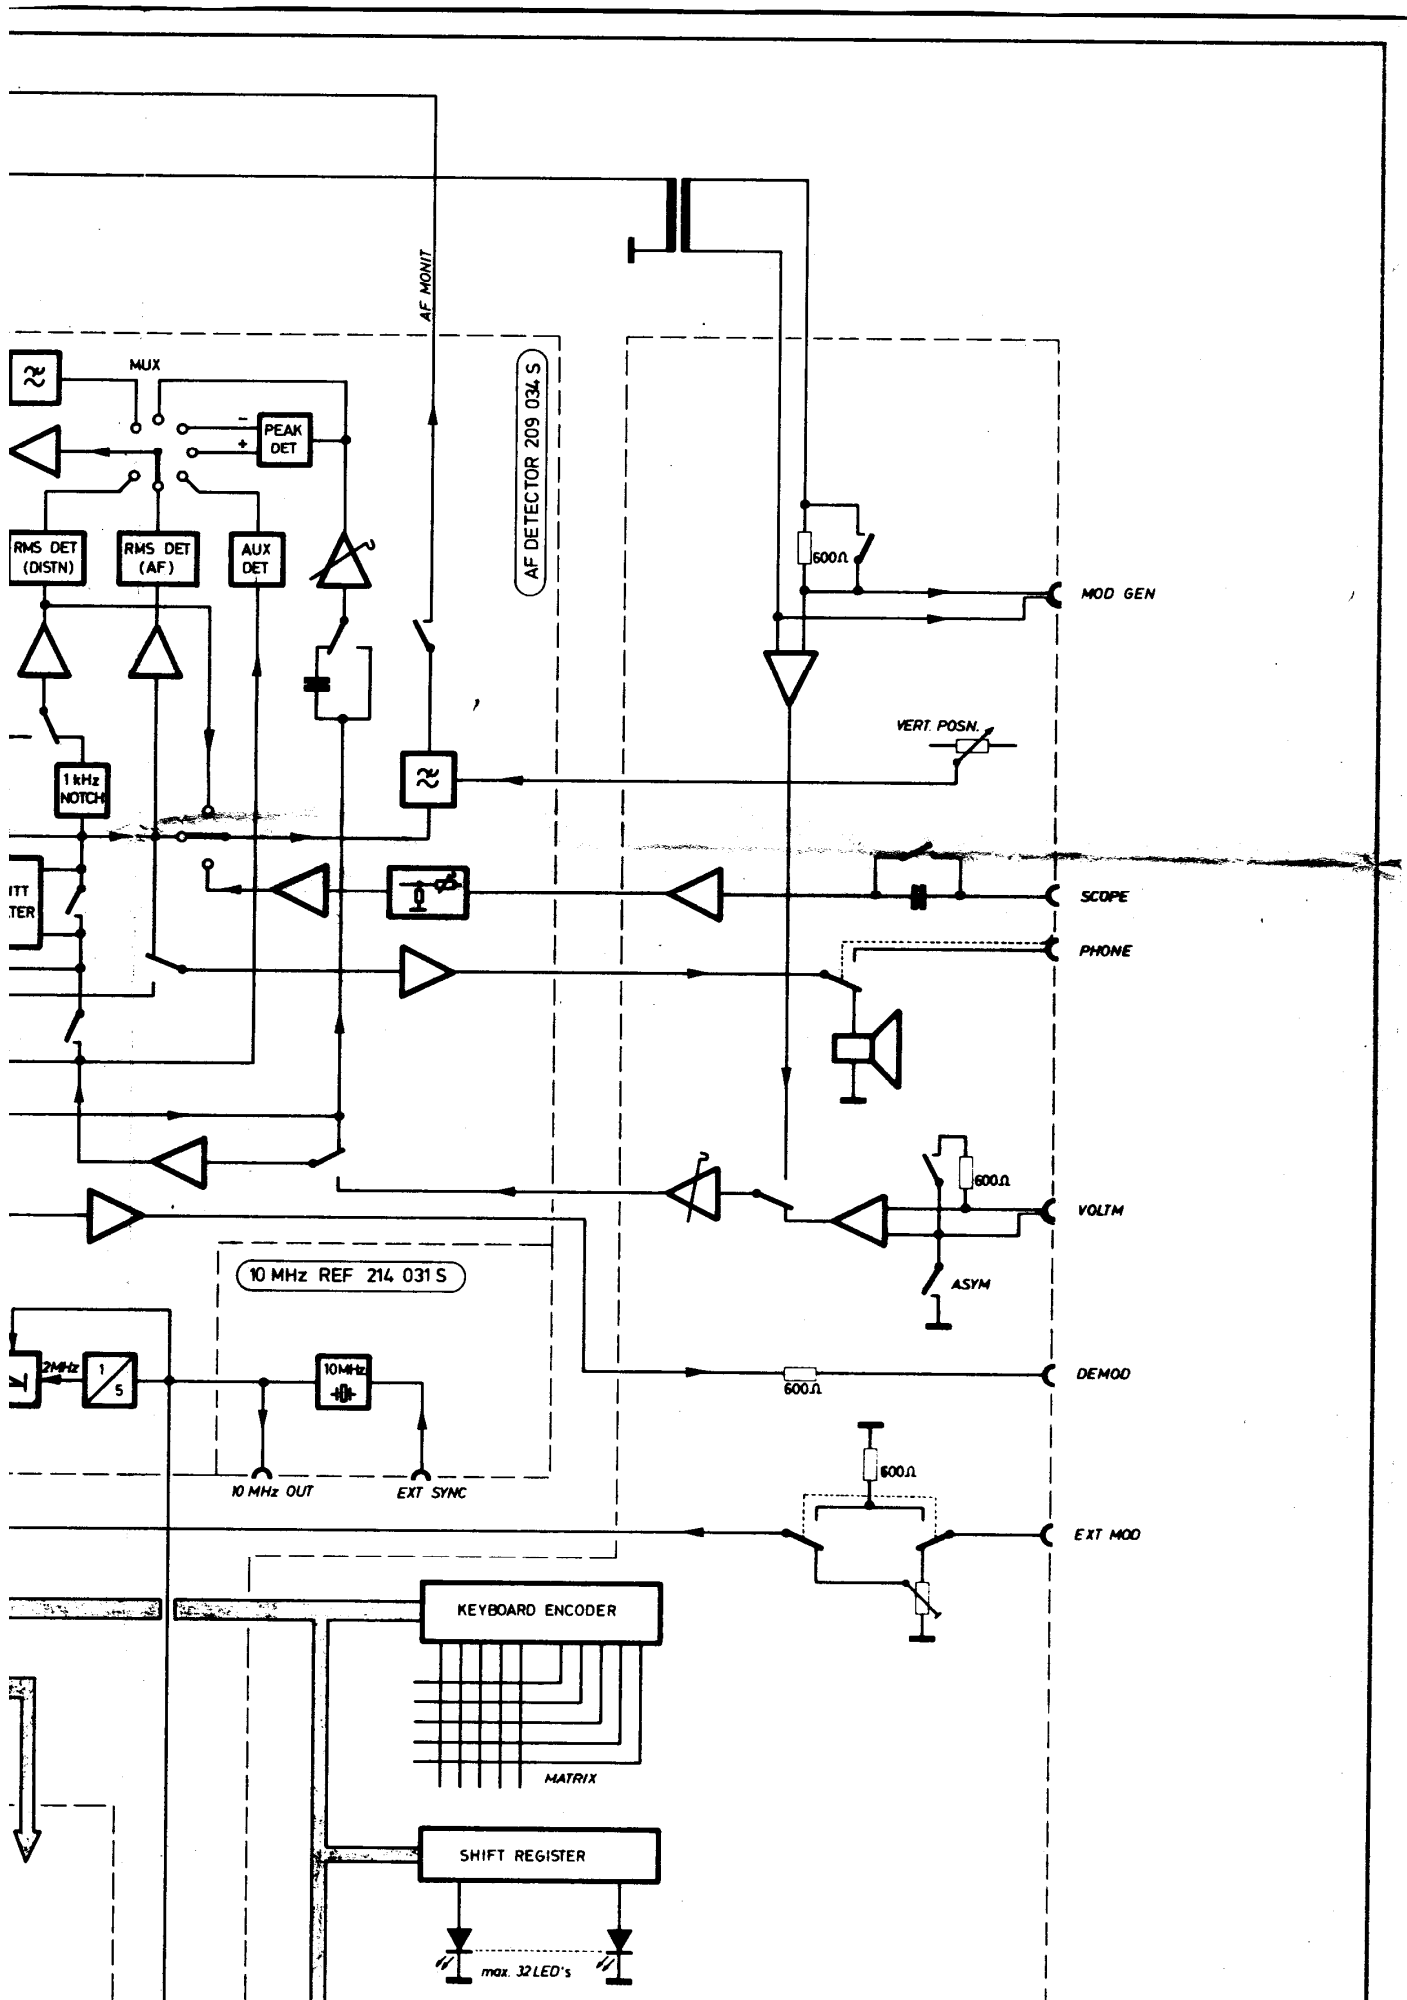 AF MONIT
MUX
AF DETECTOR 209 034 S
-
+
PEAK
DET
RMS DET
(DISTN)
RMS DET
(AF)
AUX
DET
600Ω
MOD GEN
VERT. POSN.
1 kHz
NOTCH
ITT
TER
SCOPE
PHONE
600Ω
VOLTM
ASYM
10 MHz REF 214 031 S
2MHz
1
5
10MHz
600Ω
DEMOD
600Ω
10 MHz OUT
EXT SYNC
EXT MOD
KEYBOARD ENCODER
MATRIX
SHIFT REGISTER
max. 32 LED's